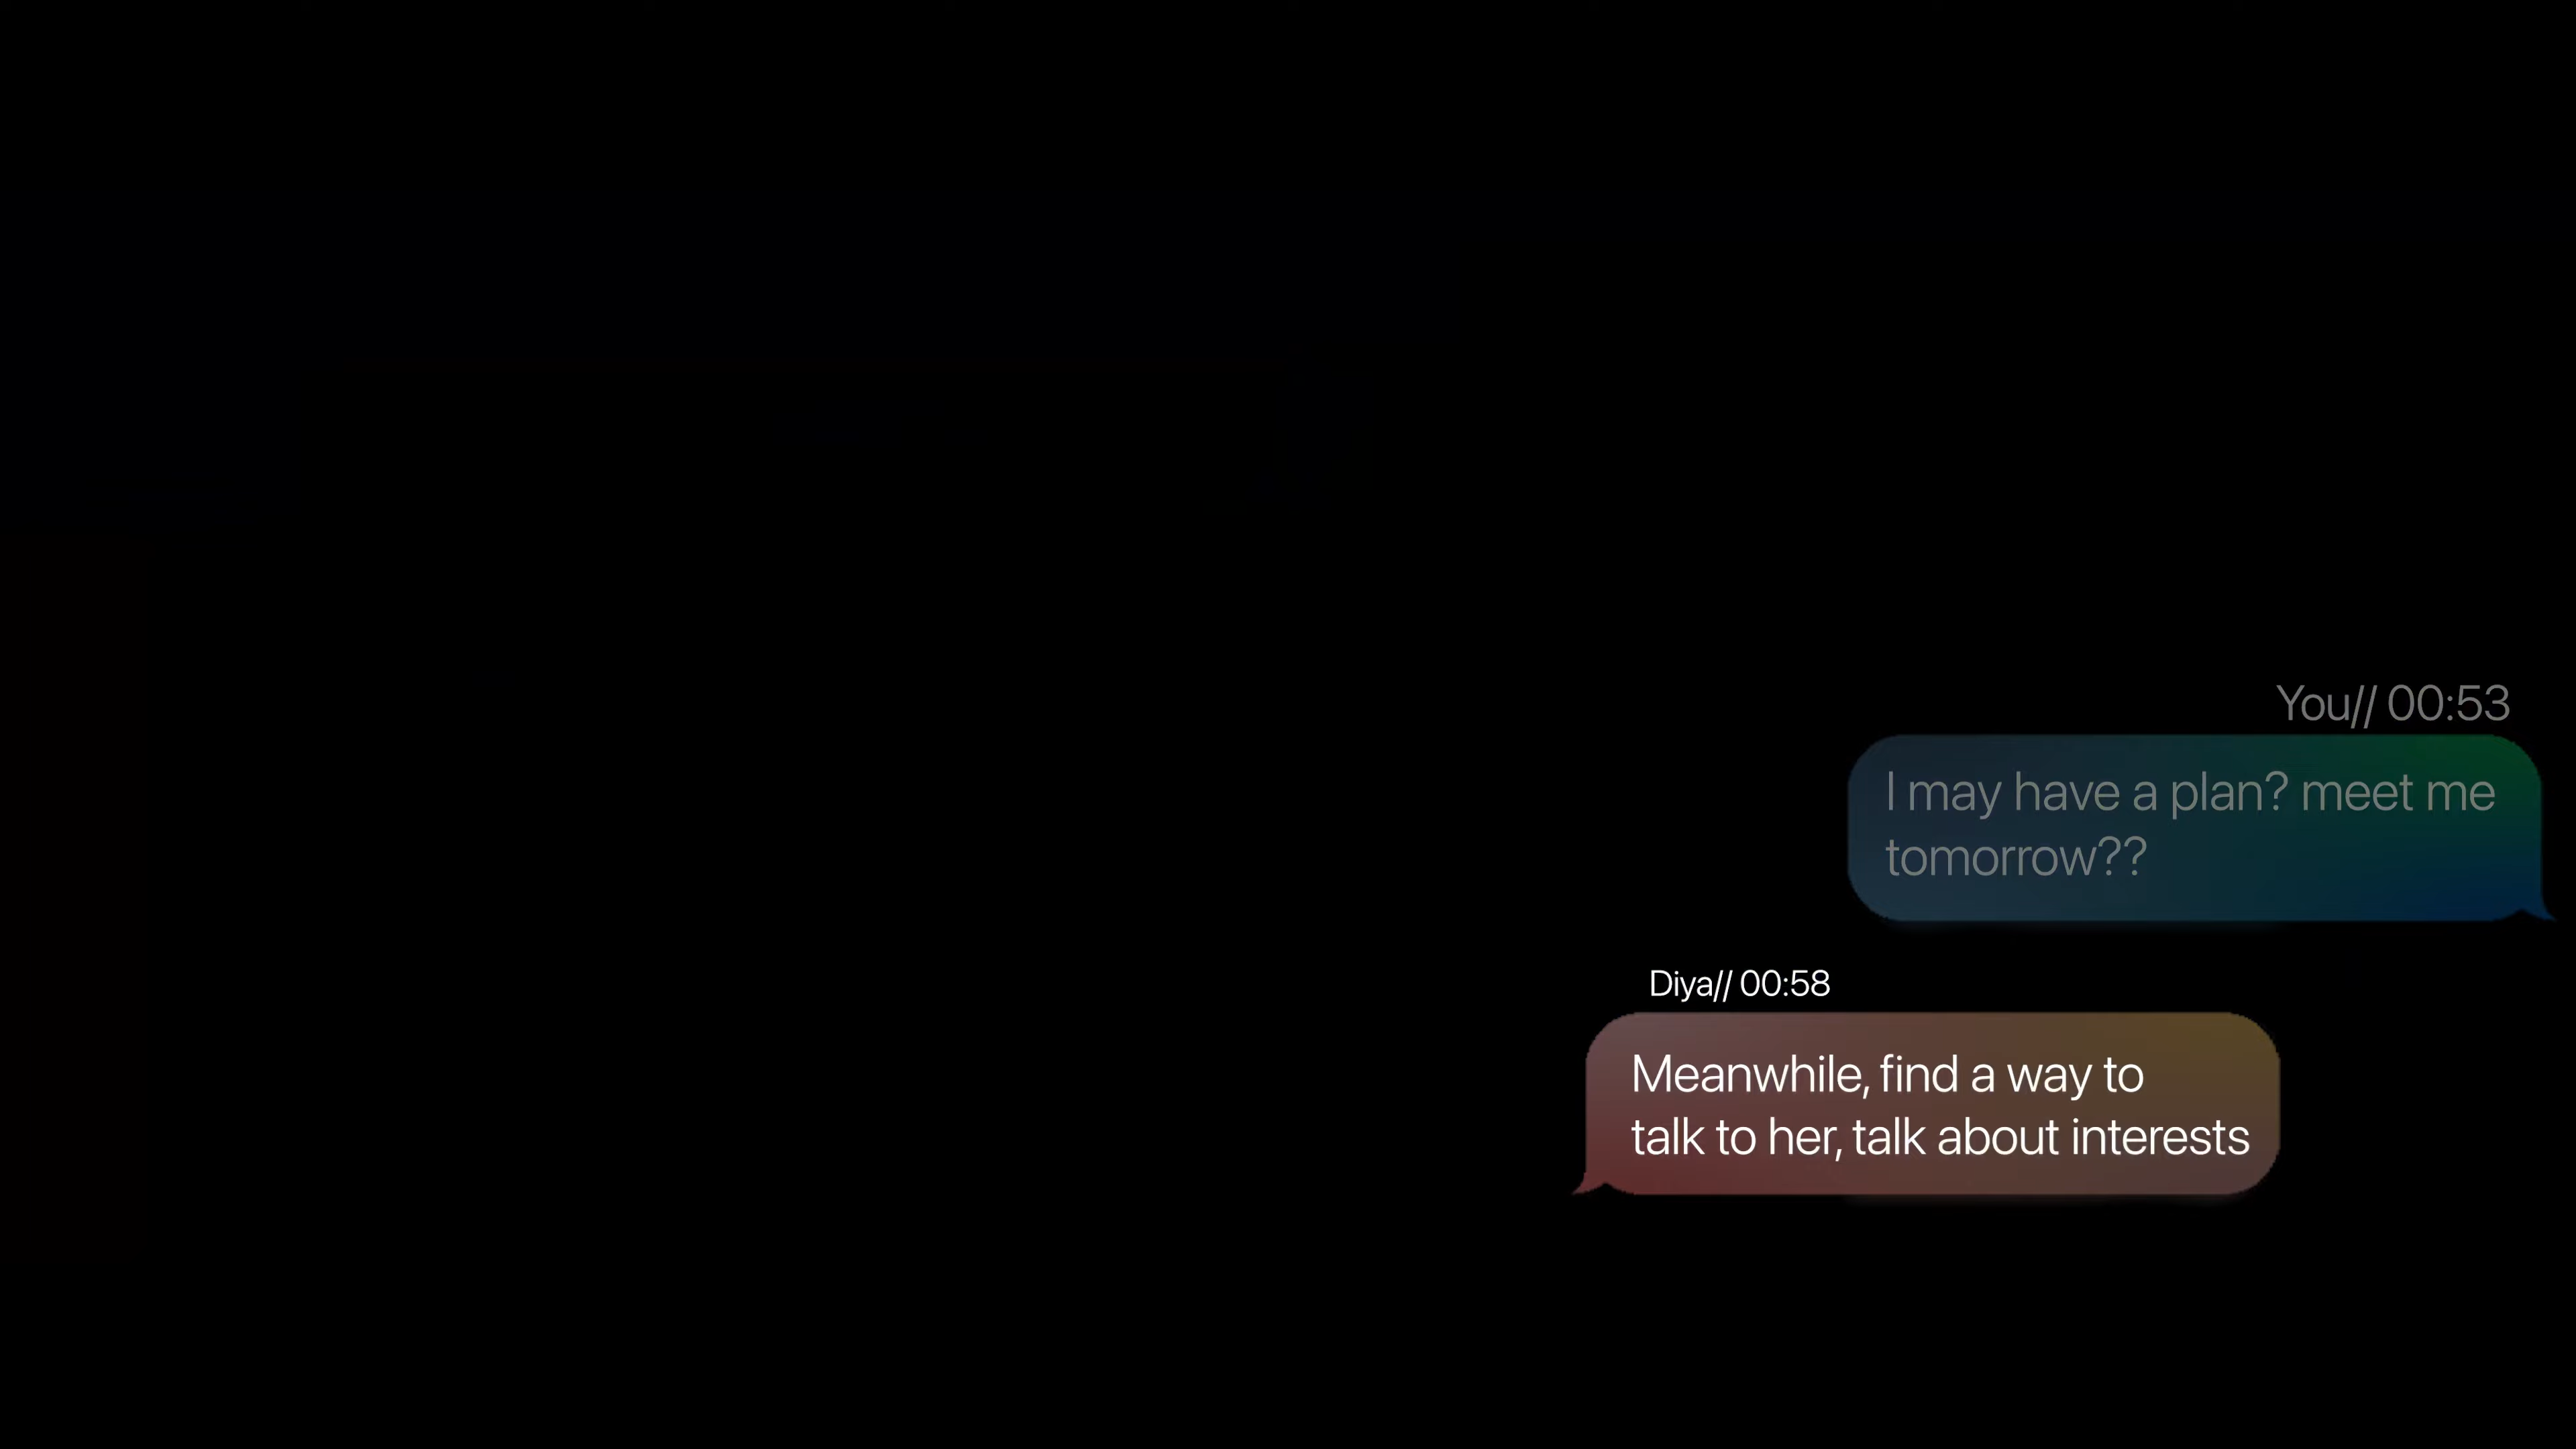 You// 00:53
I may have a plan? meet me
tomorrow??
Diya// 00:58
Meanwhile, find a way to
talk to her, talk about interests